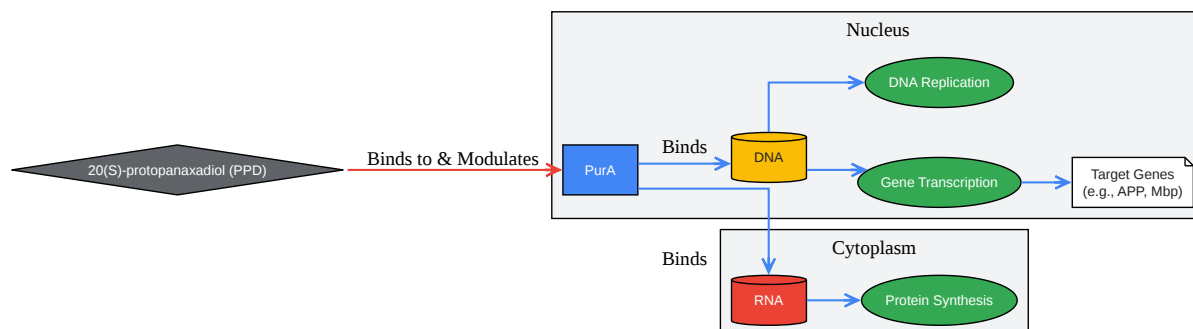 Nucleus
DNA Replication
20(S)-protopanaxadiol (PPD)
Binds to & Modulates
PurA
Binds
DNA
Gene Transcription
Target Genes
(e.g., APP, Mbp)
Binds
Cytoplasm
RNA
Protein Synthesis